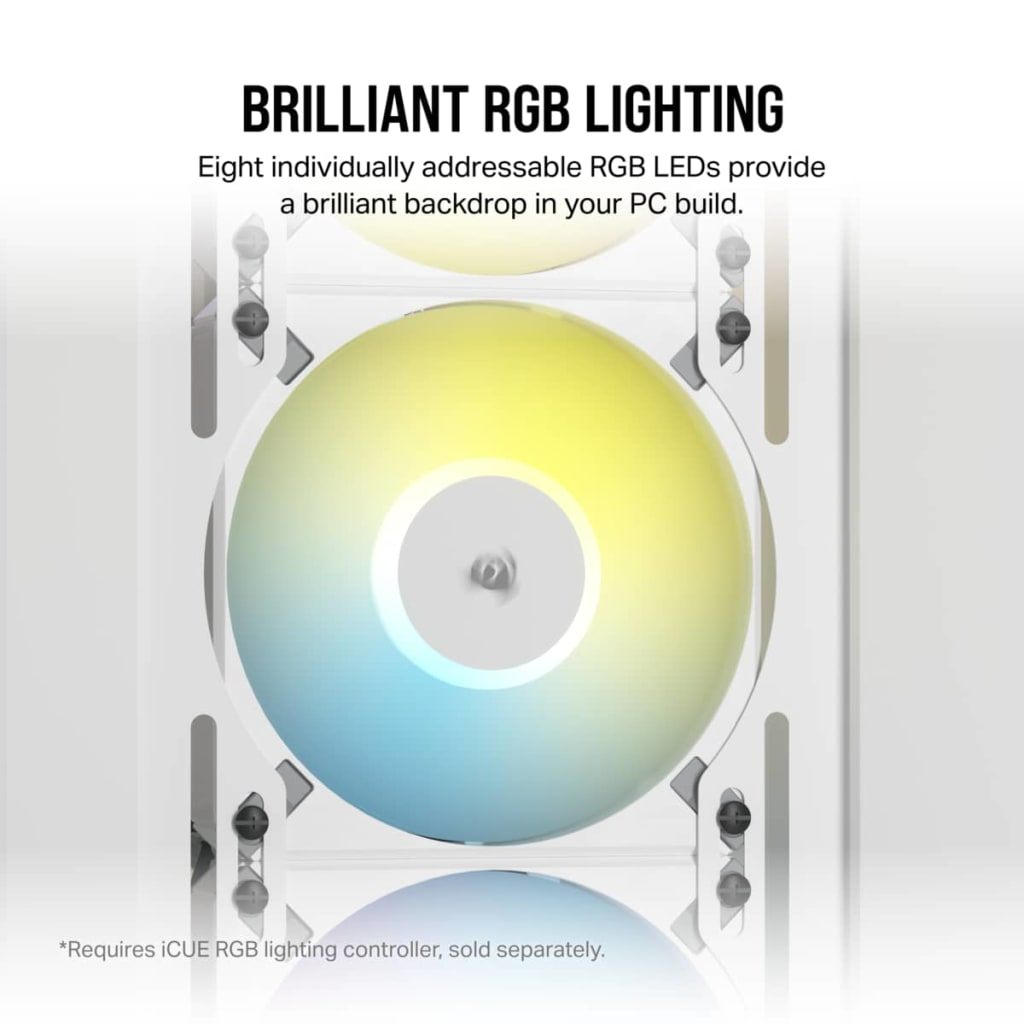 BRILLIANT RGB LIGHTING
Eight individually addressable RGB LEDs provide
a brilliant backdrop in your PC build.
*Requires iCUE RGB lighting controller, sold separately.